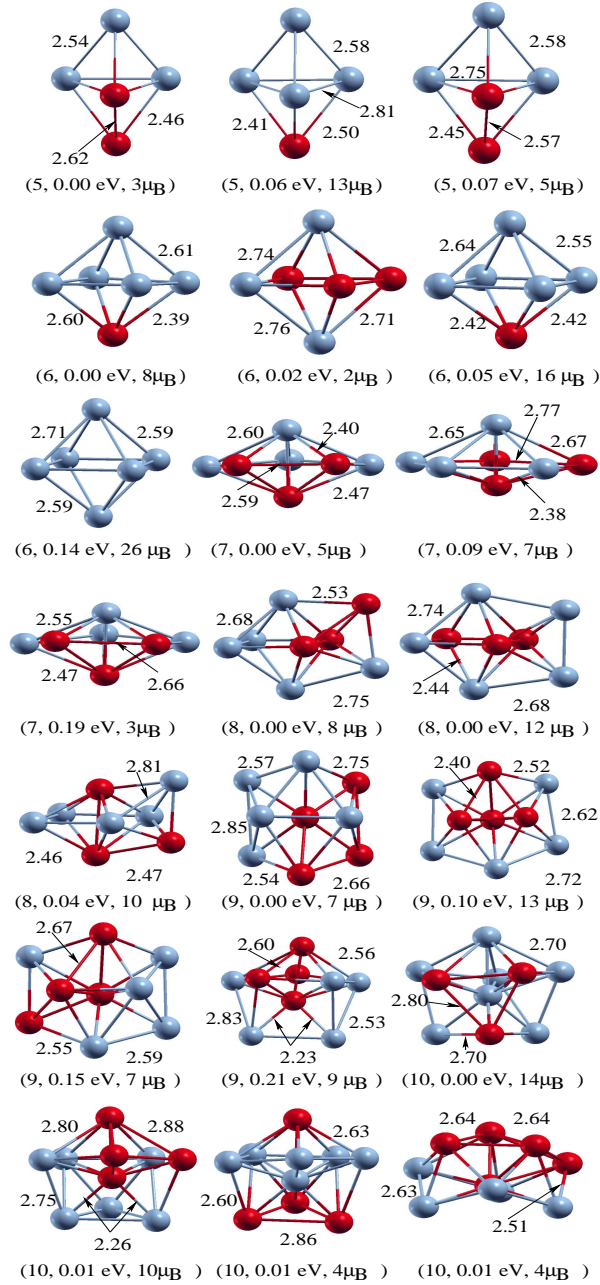 2.54 2.58 2.58
2.75
2.81
2.46 2.41 2.50 2.45 2.57
2.62
(5, 0.00 eV, 3μB) (5, 0.06 eV, 13μB) (5, 0.07 eV, 5μB)
2.61 2.74 2.64 2.55
2.60 2.39 2.76 2.71 2.42 2.42
(6, 0.00 eV, 8μB) (6, 0.02 eV, 2μB) (6, 0.05 eV, 16 μB)
2.71 2.59 2.60 2.40 2.65 2.77 2.67
2.59 2.59 2.47 2.38
(6, 0.14 eV, 26 μB) (7, 0.00 eV, 5μB) (7, 0.09 eV, 7μB)
2.55 2.68 2.53 2.74
2.47 2.66 2.75 2.44 2.68
(7, 0.19 eV, 3μB) (8, 0.00 eV, 8 μB) (8, 0.00 eV, 12 μB)
2.81 2.57 2.75 2.40 2.52
2.85 2.62
2.46 2.47 2.54 2.66 2.72
(8, 0.04 eV, 10 μB) (9, 0.00 eV, 7 μB) (9, 0.10 eV, 13 μB)
2.67 2.60 2.56 2.70
2.83 2.53 2.80
2.55 2.59 2.23 2.70
(9, 0.15 eV, 7 μB) (9, 0.21 eV, 9 μB) (10, 0.00 eV, 14μB)
2.80 2.88 2.63 2.64 2.64
2.75 2.60 2.63
2.26 2.86 2.51
(10, 0.01 eV, 10μB) (10, 0.01 eV, 4μB) (10, 0.01 eV, 4μB)